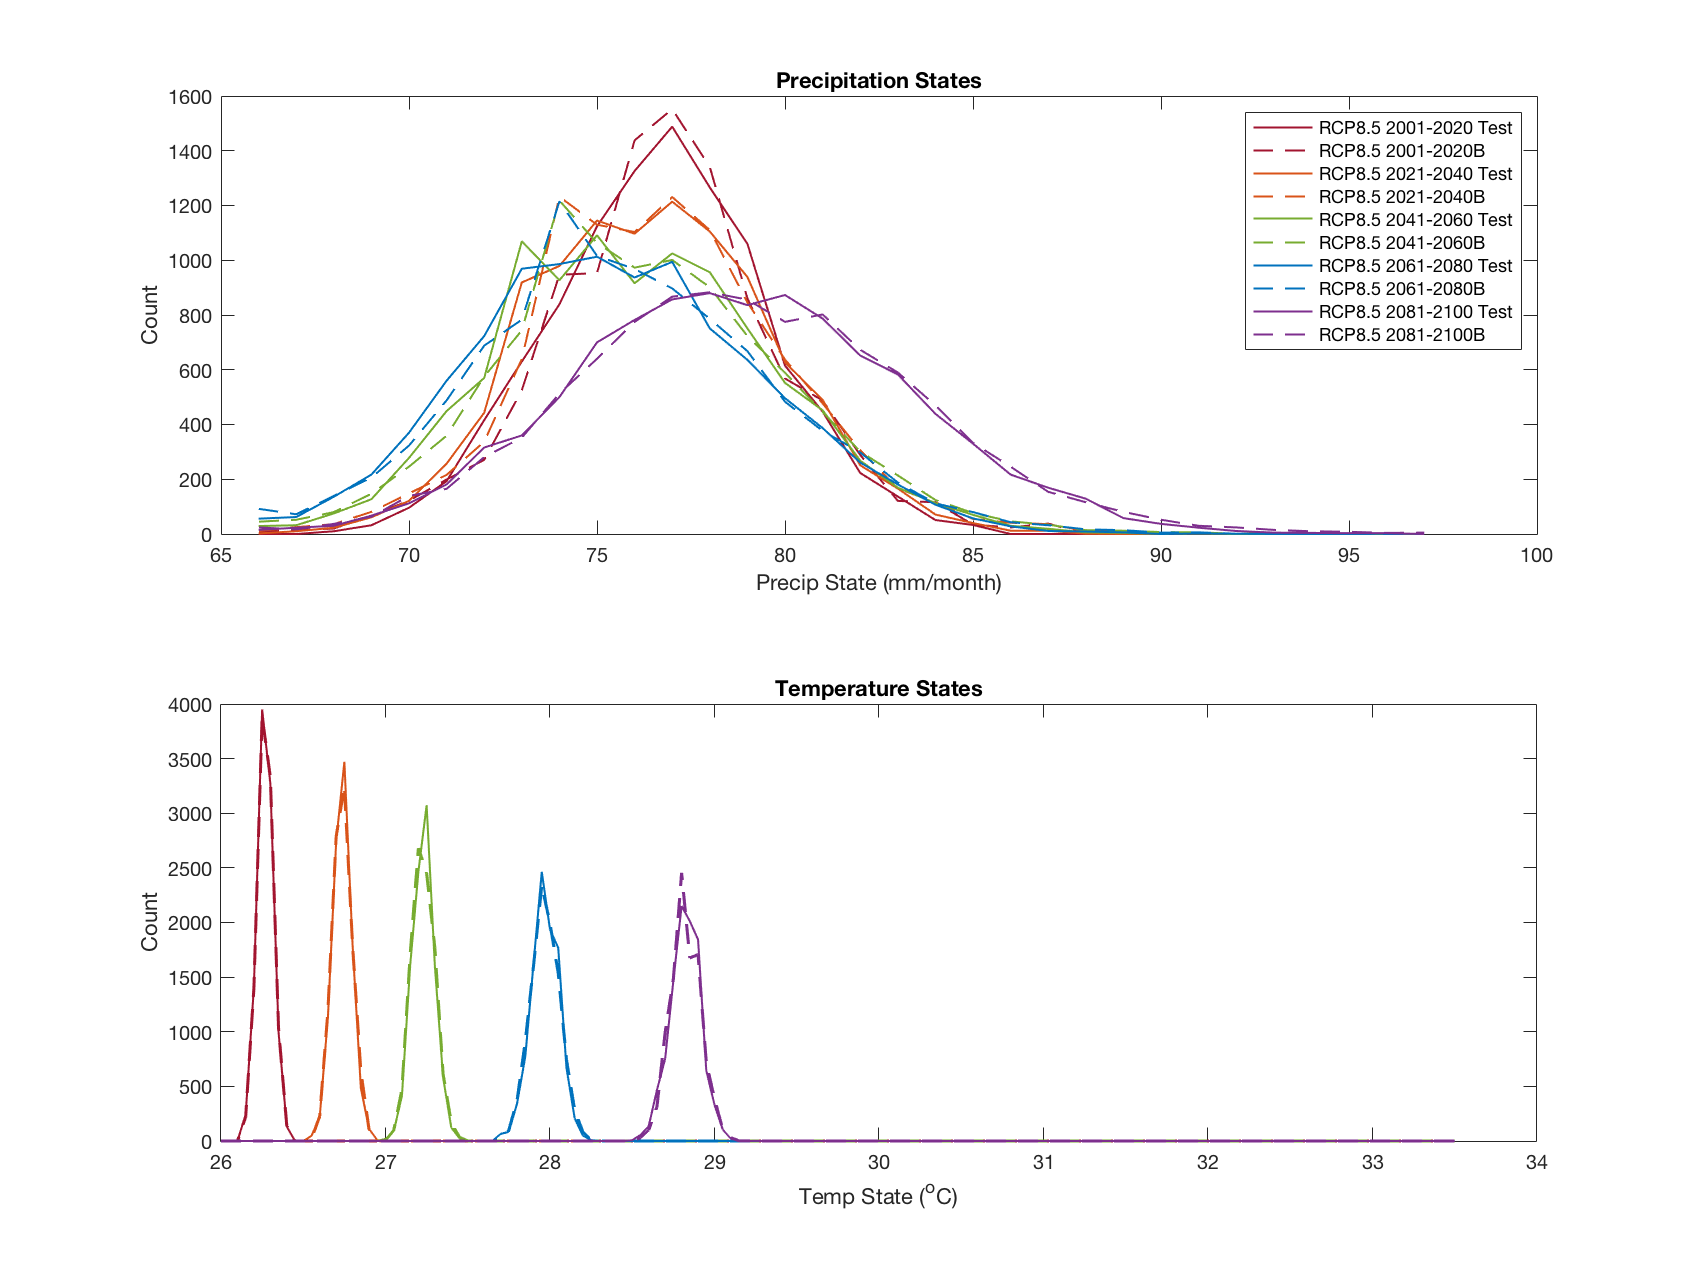 Precipitation States
1600
1400
1200
1000
800
600
400
200
0
Count
65 70 75 80 85 90 95 100
Precip State (mm/month)
RCP8.5 2001-2020 Test
RCP8.5 2001-2020B
RCP8.5 2021-2040 Test
RCP8.5 2021-2040B
RCP8.5 2041-2060 Test
RCP8.5 2041-2060B
RCP8.5 2061-2080 Test
RCP8.5 2061-2080B
RCP8.5 2081-2100 Test
RCP8.5 2081-2100B
Temperature States
4000
3500
3000
2500
2000
1500
1000
500
0
Count
26 27 28 29 30 31 32 33 34
Temp State (°C)